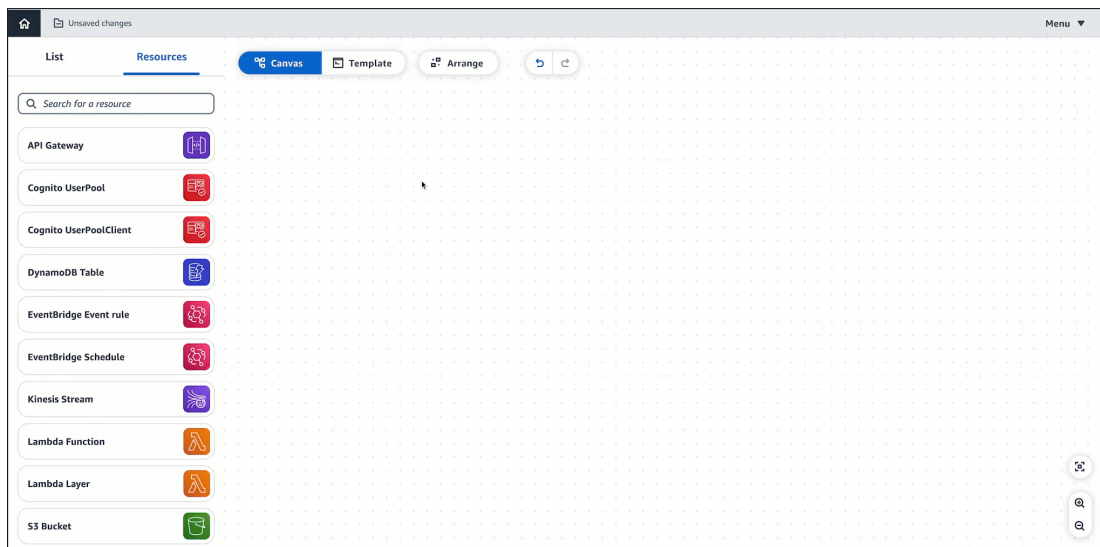 Unsaved changes
Menu
List
Resources
Canvas
Template
Arrange
Search for a resource
API Gateway
Cognito UserPool
Cognito UserPoolClient
DynamoDB Table
EventBridge Event rule
EventBridge Schedule
Kinesis Stream
Lambda Function
Lambda Layer
S3 Bucket